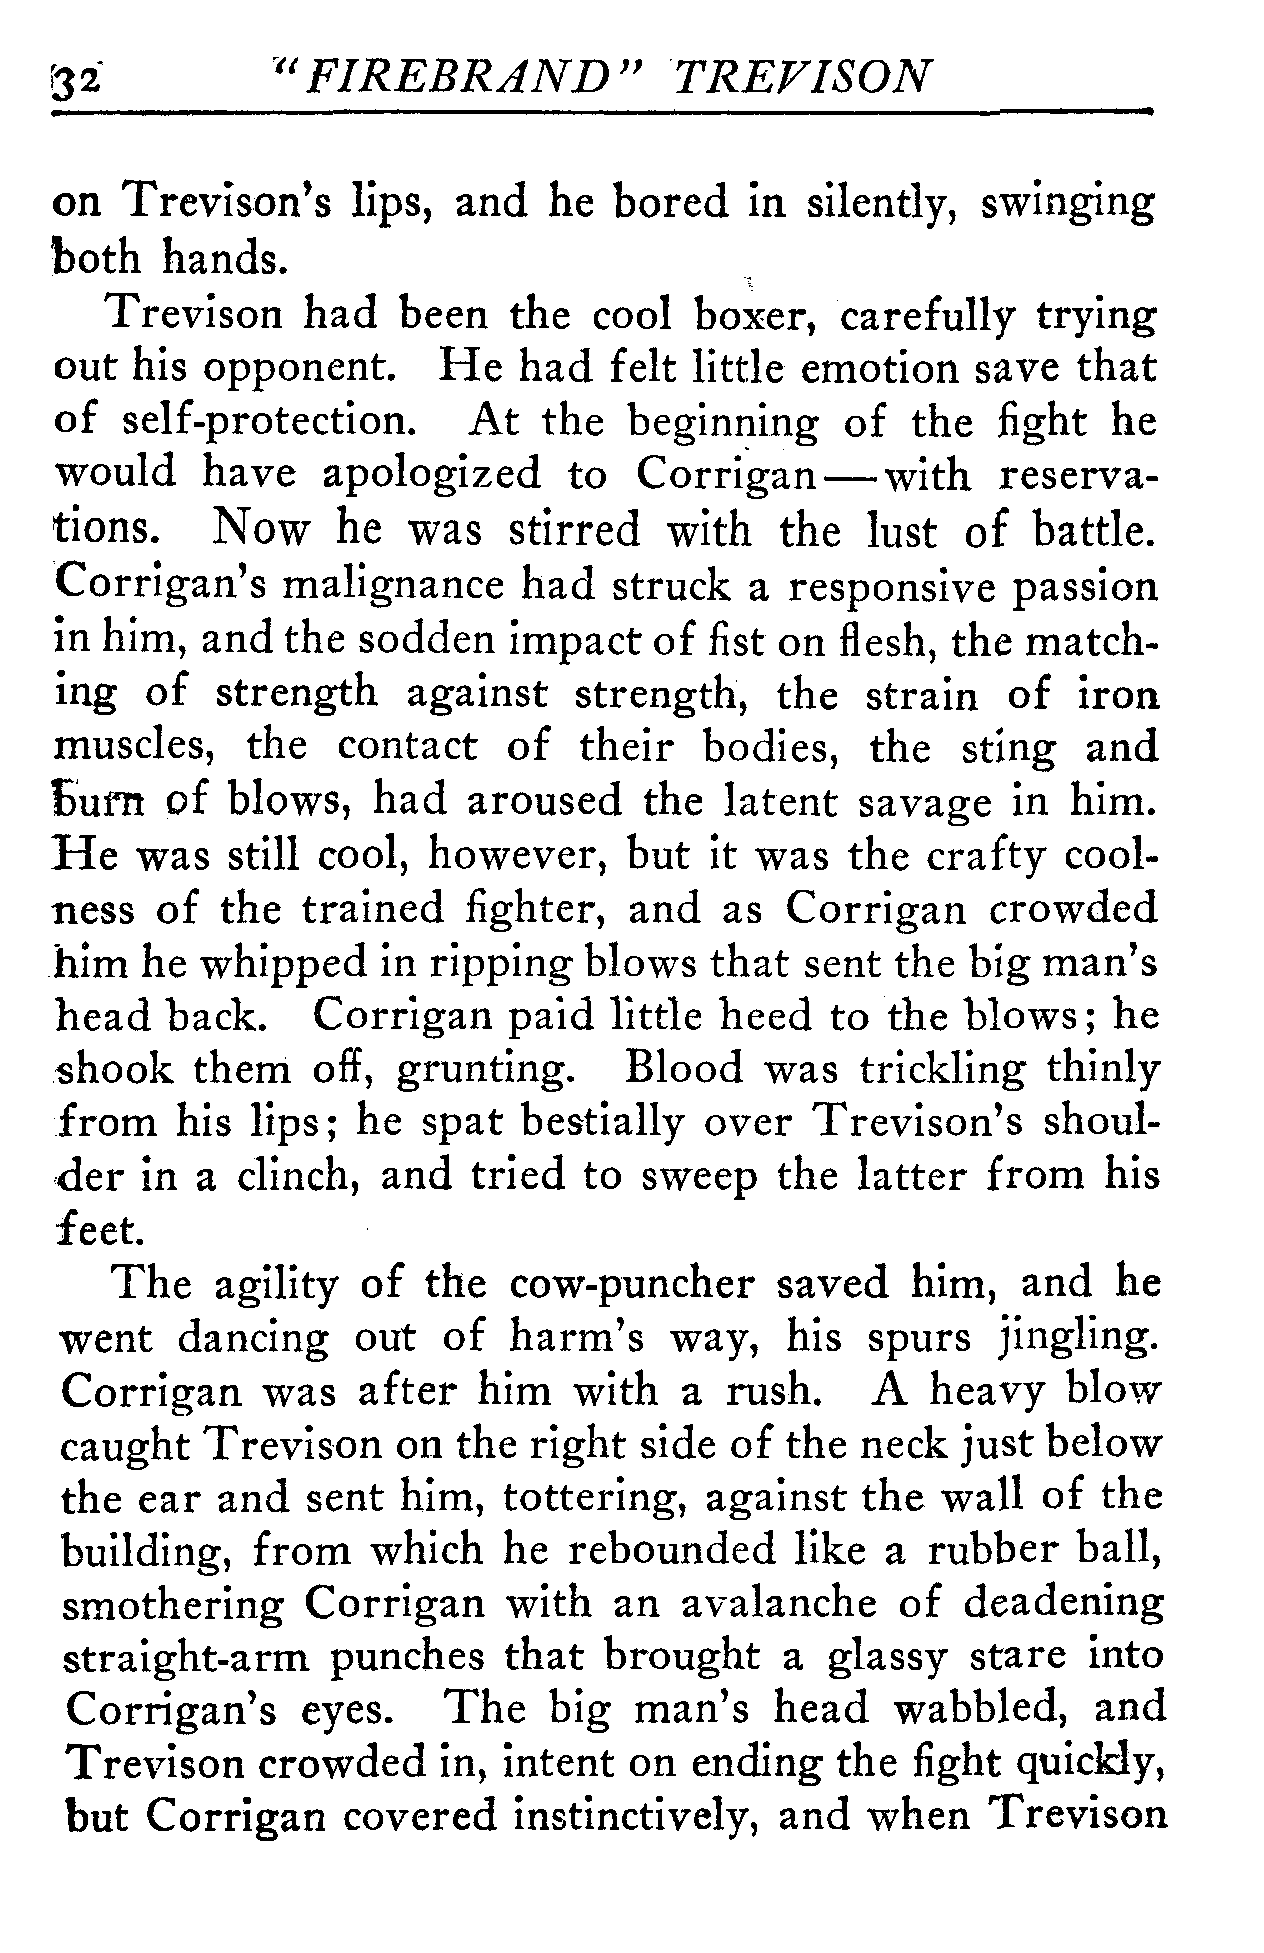 32 "FIREBRAND" TREVISON
on Trevison's lips, and he bored in silently, swinging
both hands.
Trevison had been the cool boxer, carefully trying
out his opponent. He had felt little emotion save that
of self-protection. At the beginning of the fight he
would have apologized to Corrigan—with reserva-
tions. Now he was stirred with the lust of battle.
Corrigan's malignance had struck a responsive passion
in him, and the sodden impact of fist on flesh, the match-
ing of strength against strength, the strain of iron
muscles, the contact of their bodies, the sting and
burn of blows, had aroused the latent savage in him.
He was still cool, however, but it was the crafty cool-
ness of the trained fighter, and as Corrigan crowded
him he whipped in ripping blows that sent the big man's
head back. Corrigan paid little heed to the blows; he
shook them off, grunting. Blood was trickling thinly
from his lips; he spat bestially over Trevison's shoul-
der in a clinch, and tried to sweep the latter from his
feet.
The agility of the cow-puncher saved him, and he
went dancing out of harm's way, his spurs jingling.
Corrigan was after him with a rush. A heavy blow
caught Trevison on the right side of the neck just below
the ear and sent him, tottering, against the wall of the
building, from which he rebounded like a rubber ball,
smothering Corrigan with an avalanche of deadening
straight-arm punches that brought a glassy stare into
Corrigan's eyes. The big man's head wabbled, and
Trevison crowded in, intent on ending the fight quickly,
but Corrigan covered instinctively, and when Trevison